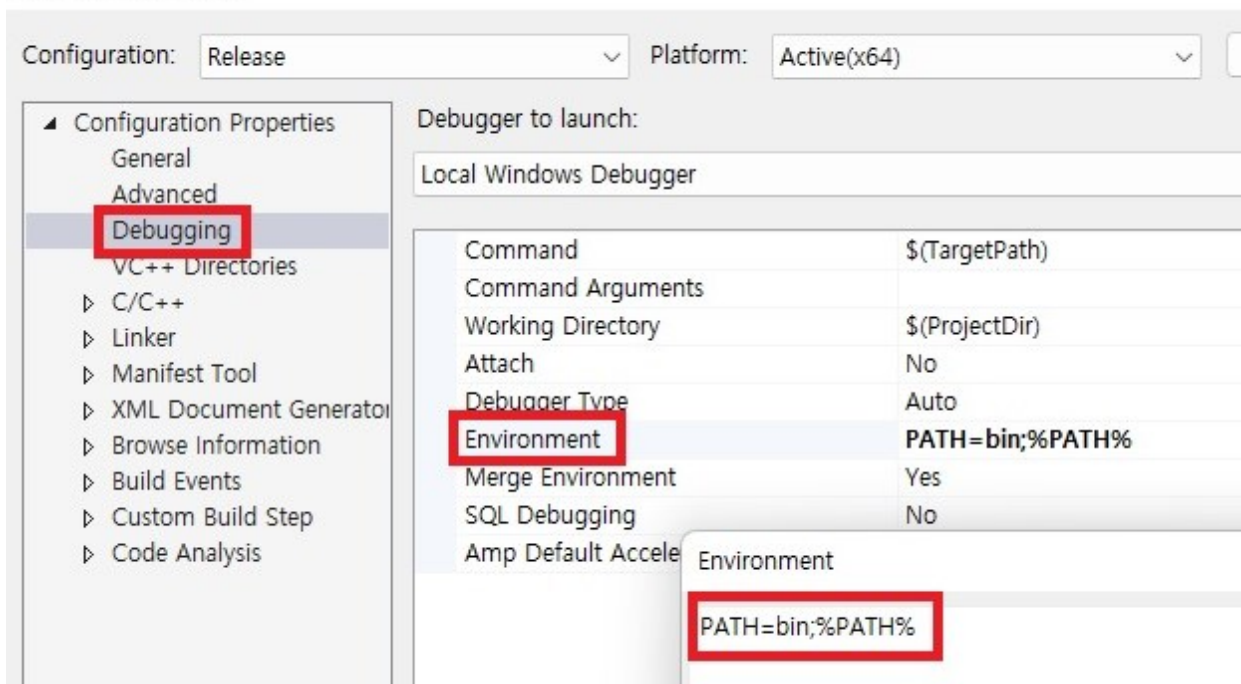 Configuration: Release Platform: Active(x64)
Configuration Properties
General
Advanced
Debugging
VC++ Directories
C/C++
Linker
Manifest Tool
XML Document Generator
Browse Information
Build Events
Custom Build Step
Code Analysis
Debugger to launch:
Local Windows Debugger
Command $(TargetPath)
Command Arguments
Working Directory $(ProjectDir)
Attach No
Debugger Type Auto
Environment PATH=bin;%PATH%
Merge Environment Yes
SQL Debugging No
Amp Default Accele
Environment
PATH=bin;%PATH%